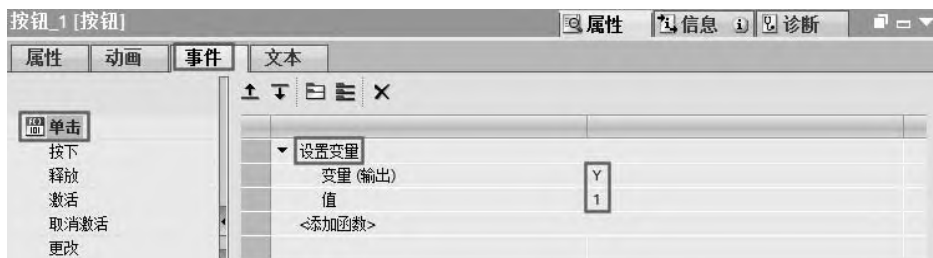 按钮_1 [按钮]
属性 信息 诊断
属性 动画 事件 文本
单击
按下
释放
激活
取消激活
更改
设置变量
变量 (输出) Y
值 1
<添加函数>